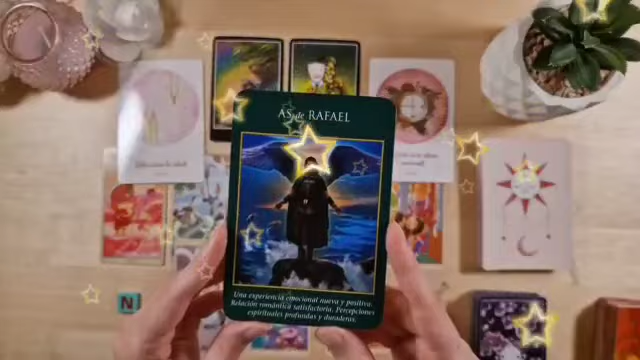 AS de RAFAEL
Una experiencia emocional nueva y positiva.
Relación romántica satisfactoria. Percepciones
espirituales profundas y duraderas.
N